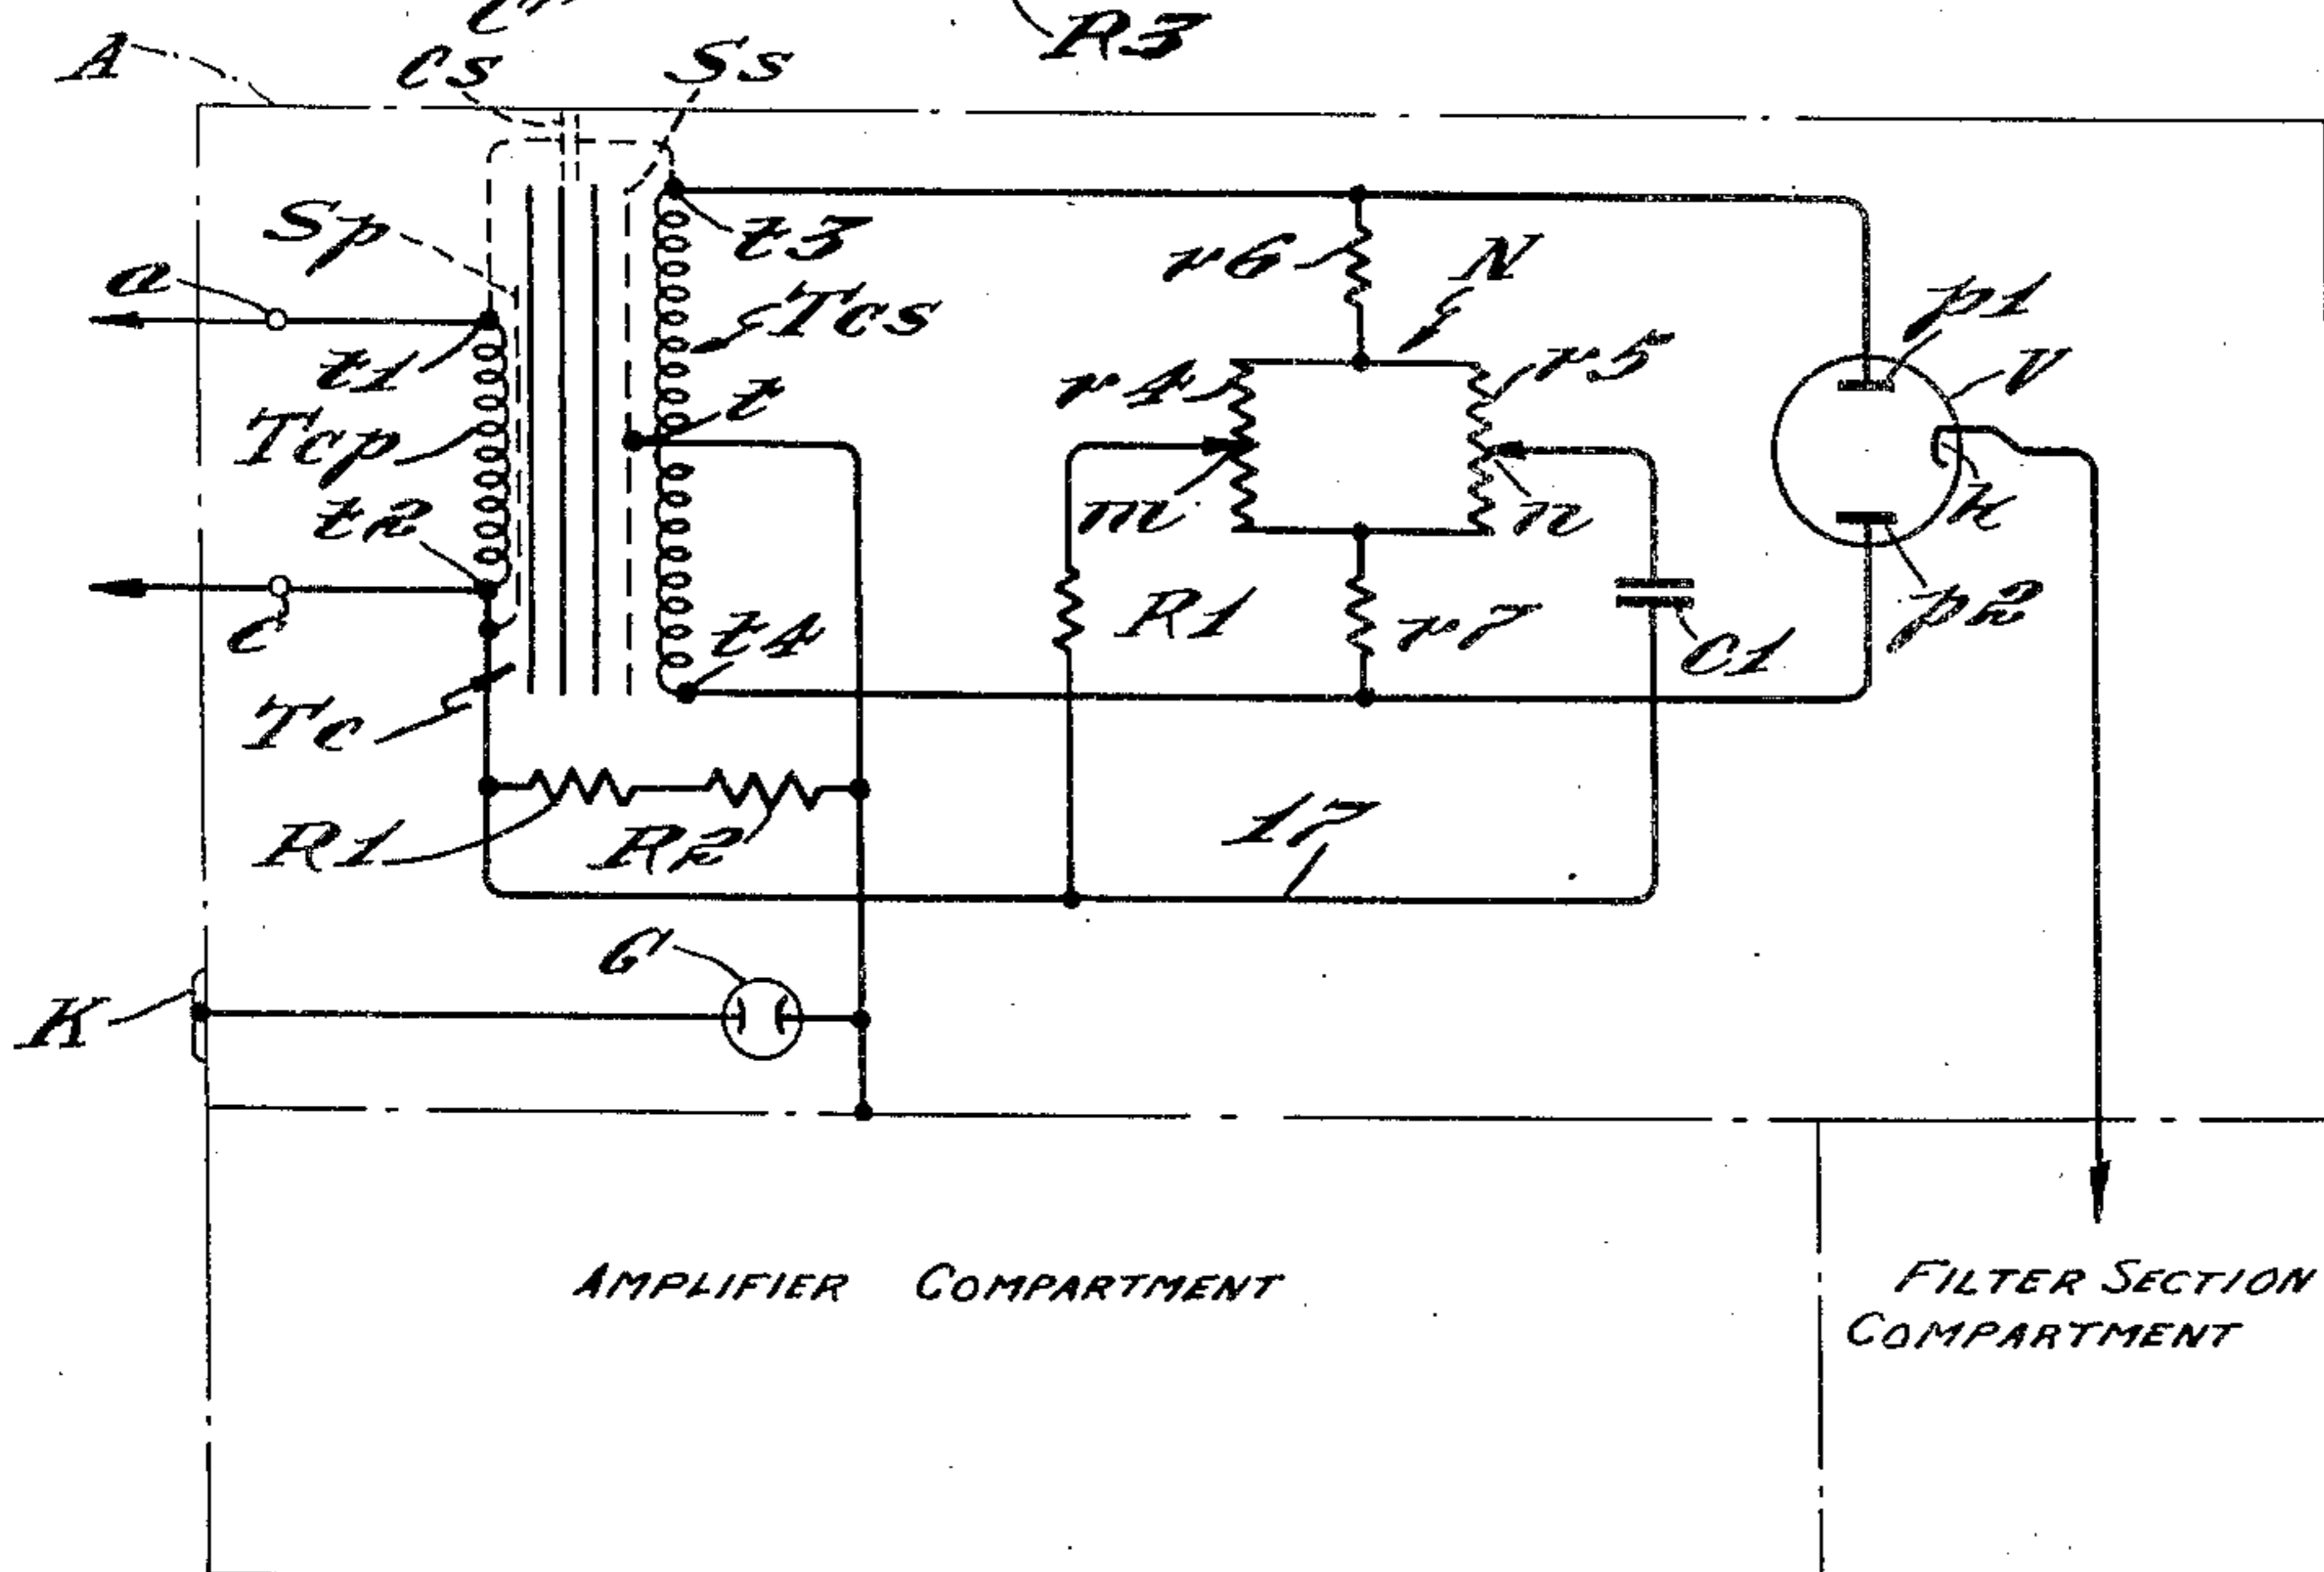 R3
A
Cs
Ss
Sp
t3
r6
N
a
Tcs
p1
t1
r4
r5
V
t
Tcp
t2
m
n
k
R1
r7
p2
c
t4
C1
Tc
R1
R2
17
G
K
AMPLIFIER COMPARTMENT
FILTER SECTION
COMPARTMENT